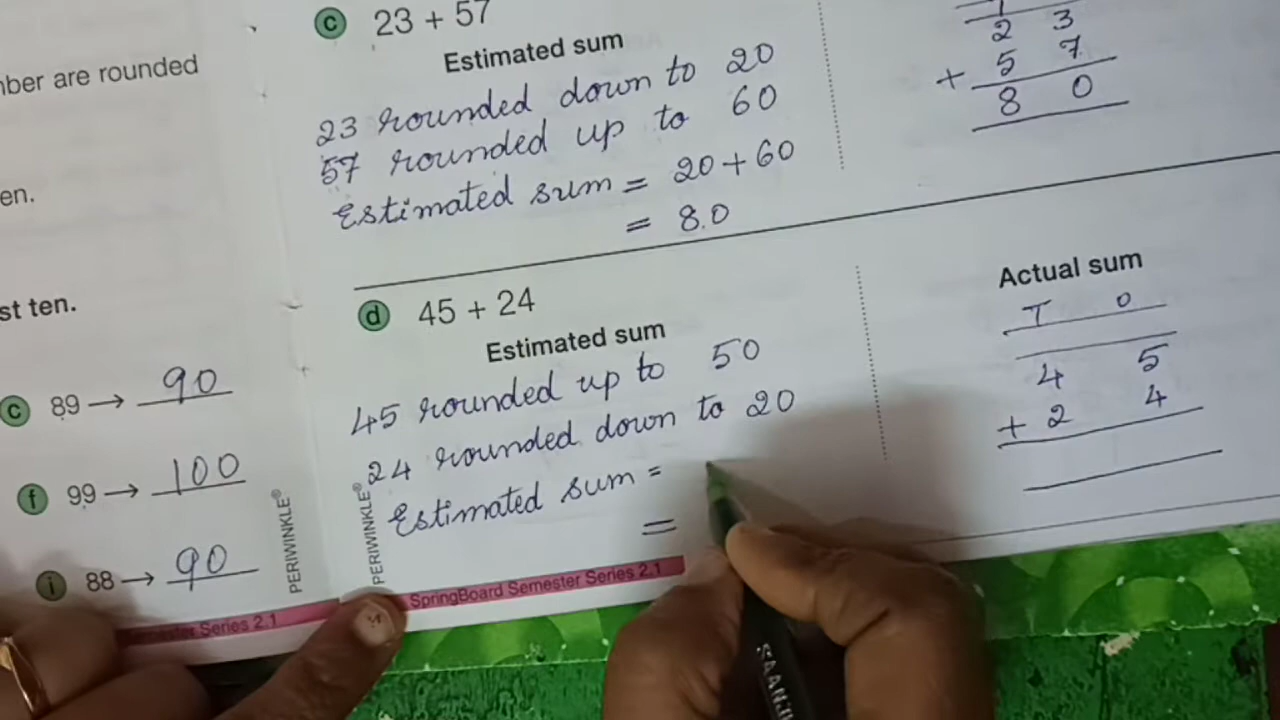 mber are rounded
en.
st ten.
c 89 → 90
f 99 → 100
i 88 → 90
PERIWINKLE®
Semester Series 2.1
c 23 + 57
Estimated sum
23 rounded down to 20
57 rounded up to 60
Estimated sum = 20 + 60
= 80
2 3
+ 5 7
8 0
d 45 + 24
Estimated sum
45 rounded up to 50
24 rounded down to 20
Estimated sum =
=
Actual sum
T O
4 5
+ 2 4
PERIWINKLE®
SpringBoard Semester Series 2.1